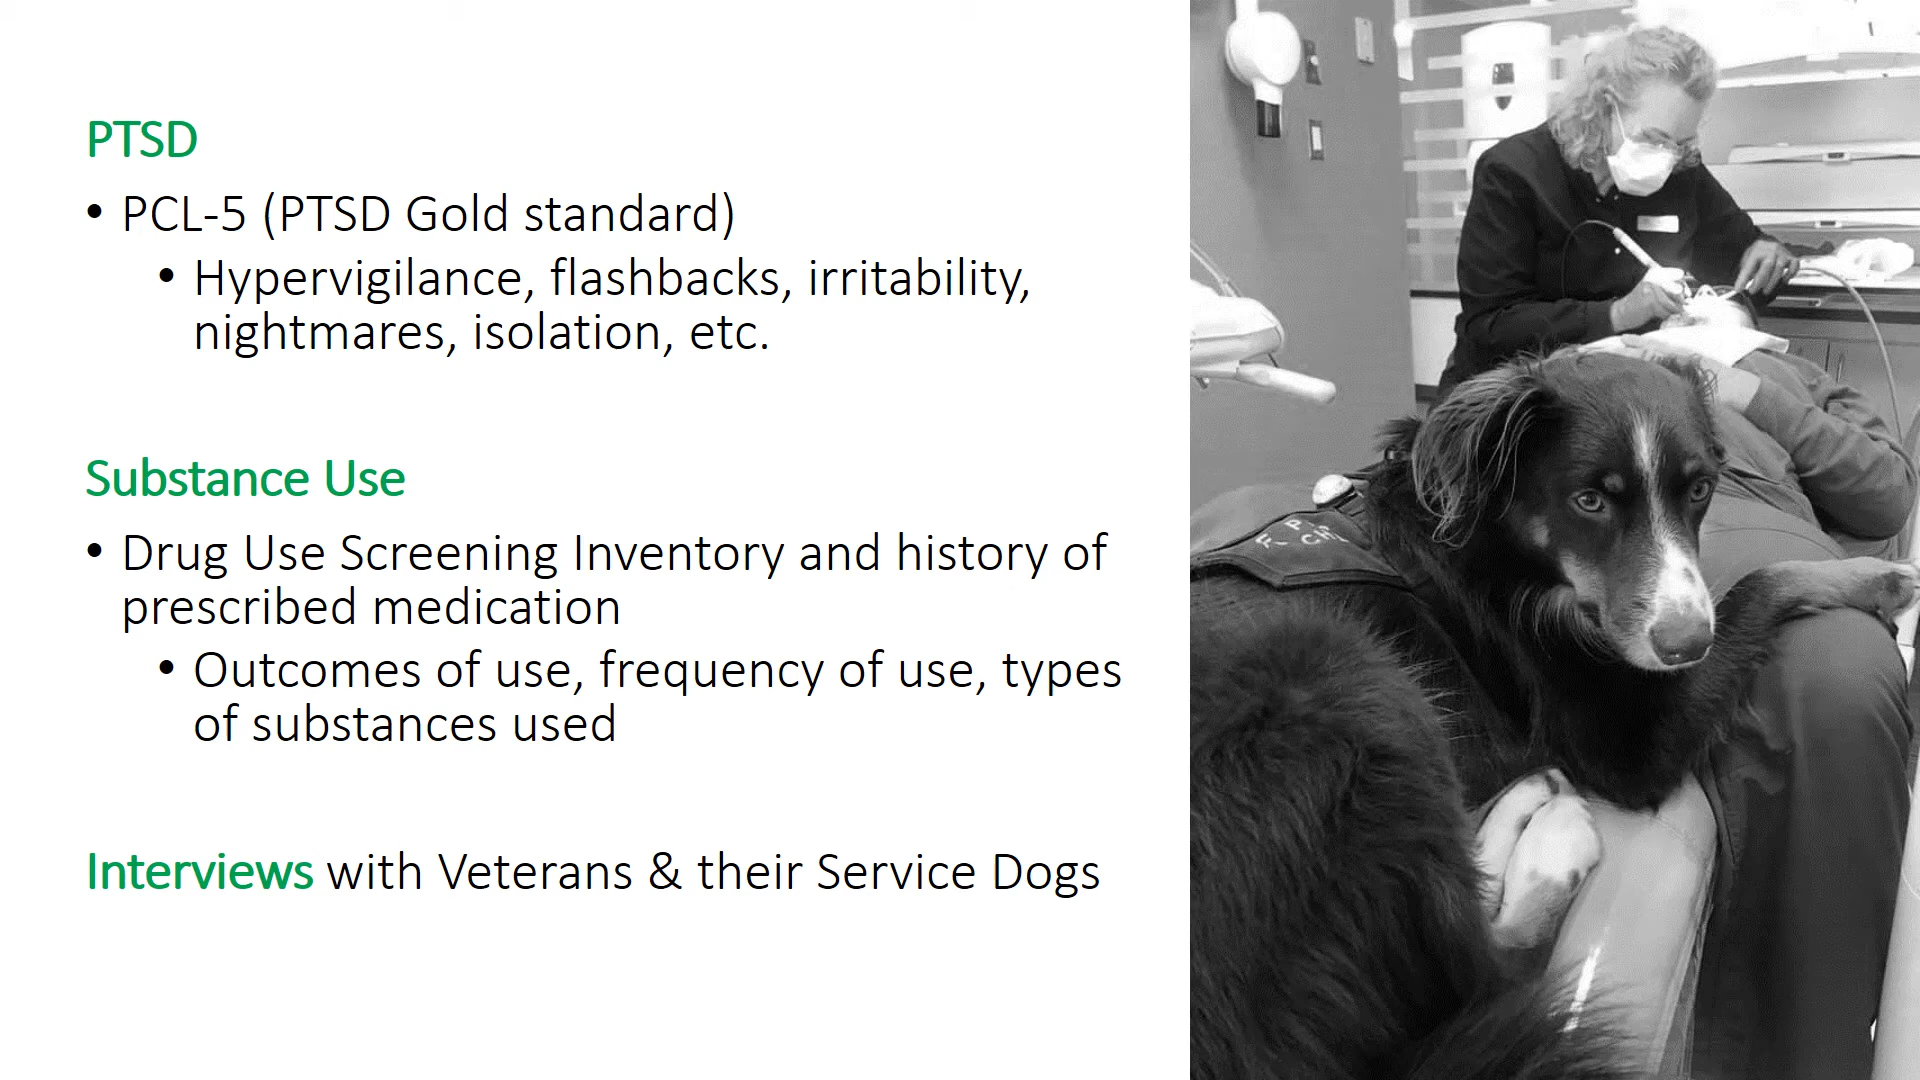 PTSD
• PCL-5 (PTSD Gold standard)
• Hypervigilance, flashbacks, irritability,
nightmares, isolation, etc.
Substance Use
• Drug Use Screening Inventory and history of
prescribed medication
• Outcomes of use, frequency of use, types
of substances used
Interviews with Veterans & their Service Dogs